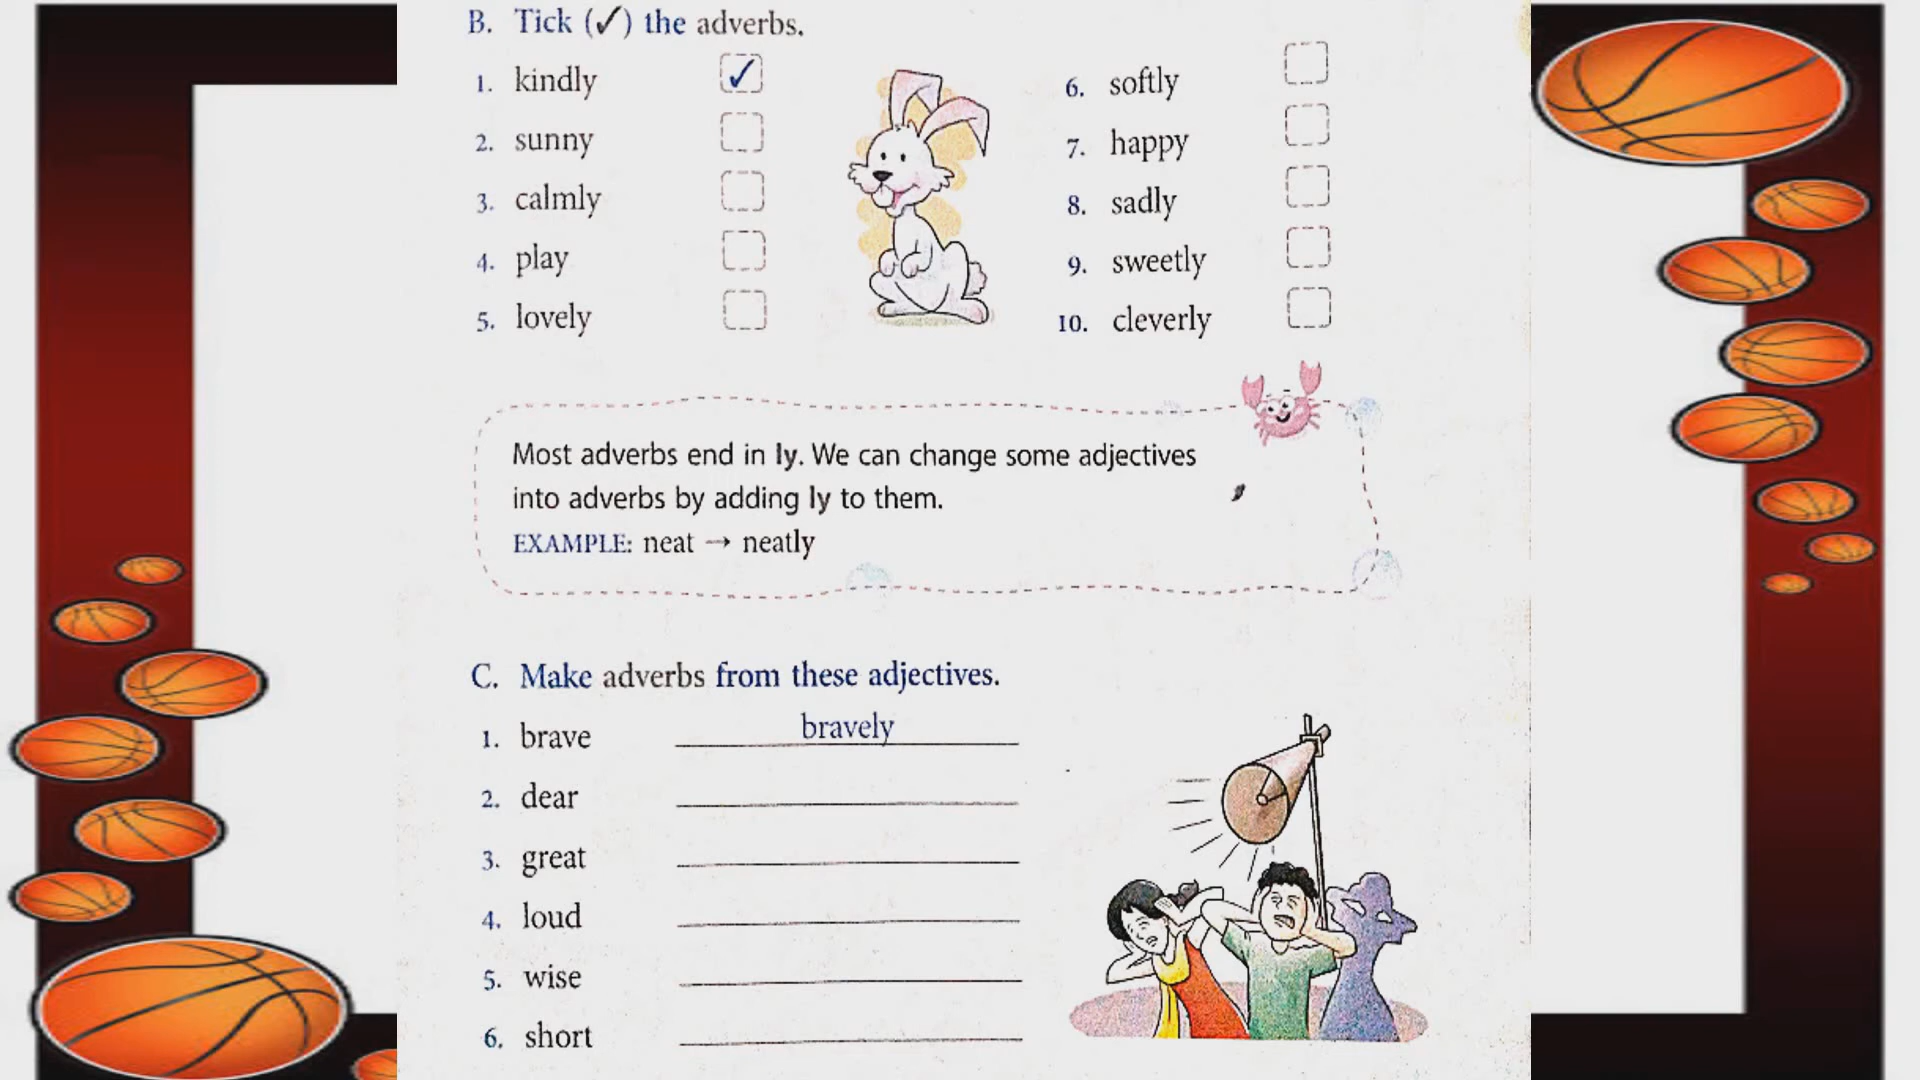 B. Tick (✓) the adverbs.
1. kindly ✓
2. sunny
3. calmly
4. play
5. lovely
6. softly
7. happy
8. sadly
9. sweetly
10. cleverly
Most adverbs end in ly. We can change some adjectives
into adverbs by adding ly to them.
EXAMPLE: neat → neatly
C. Make adverbs from these adjectives.
1. brave bravely
2. dear
3. great
4. loud
5. wise
6. short